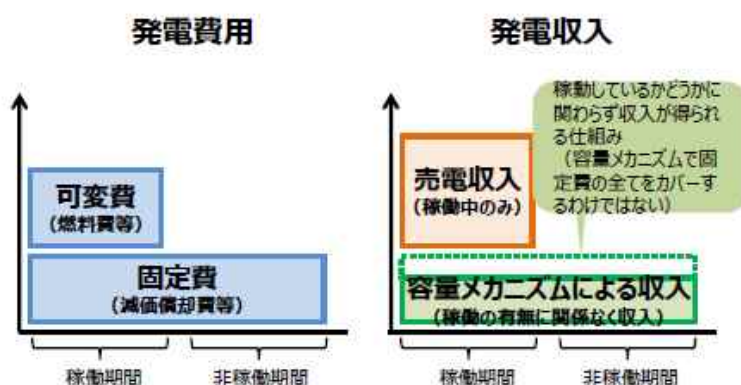 発電費用
可変費
(燃料費等)
固定費
(減価償却費等)
稼働期間
非稼働期間
発電収入
稼動しているかどうかに
関わらず収入が得られ
る仕組み
（容量メカニズムで固
定費の全てをカバーす
るわけではない）
売電収入
(稼働中のみ)
容量メカニズムによる収入
(稼働の有無に関係なく収入)
稼働期間
非稼働期間